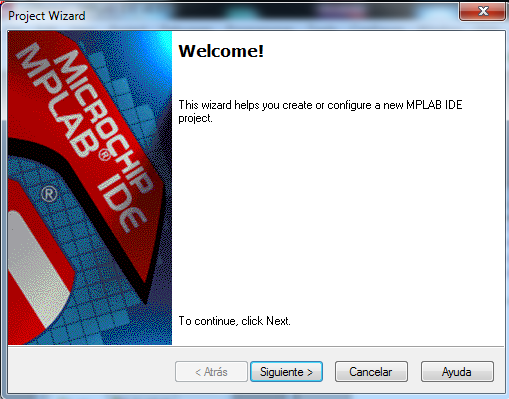 Project Wizard
Welcome!
MICROCHIP
MPLAB® IDE
®
This wizard helps you create or configure a new MPLAB IDE
project.
To continue, click Next.
< Atrás
Siguiente >
Cancelar
Ayuda